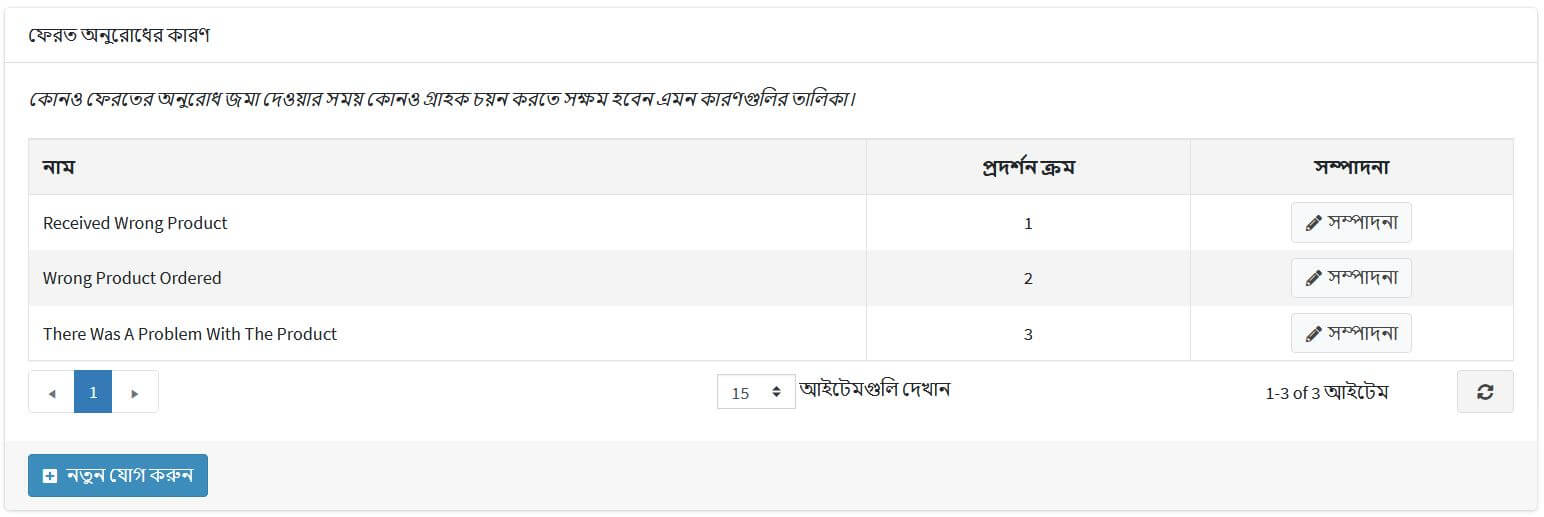 ফেরত অনুরোধের কারণ
কোনও ফেরতের অনুরোধ জমা দেওয়ার সময় কোনও গ্রাহক চয়ন করতে সক্ষম হবেন এমন কারণগুলির তালিকা।
নাম প্রদর্শন ক্রম সম্পাদনা
Received Wrong Product 1 সম্পাদনা
Wrong Product Ordered 2 সম্পাদনা
There Was A Problem With The Product 3 সম্পাদনা
1 15 আইটেমগুলি দেখান 1-3 of 3 আইটেম
নতুন যোগ করুন